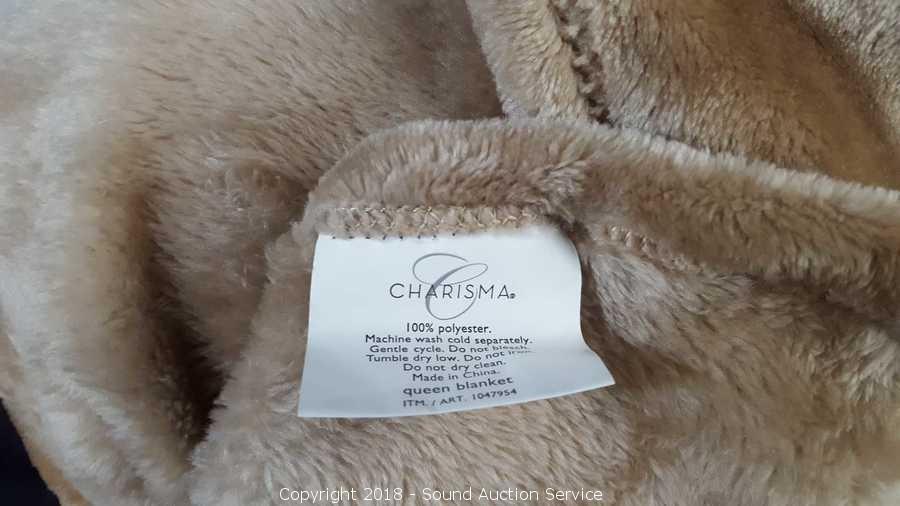 C
CHARISMA®
100% polyester.
Machine wash cold separately.
Gentle cycle. Do not bleach.
Tumble dry low. Do not iron.
Do not dry clean.
Made in China.
queen blanket
ITM. / ART. 1047954
Copyright 2018 - Sound Auction Service